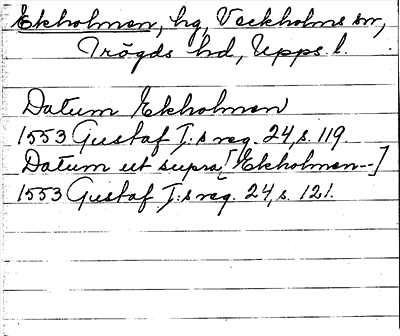 Ekholmen, hg, Veckholms sn,
Trögds hd, Upps. l.
Datum Ekholmen
1553 Gustaf I:s reg. 24, s. 119
Datum ut supra [Ekholmen--]
1553 Gustaf I:s reg. 24, s. 121.